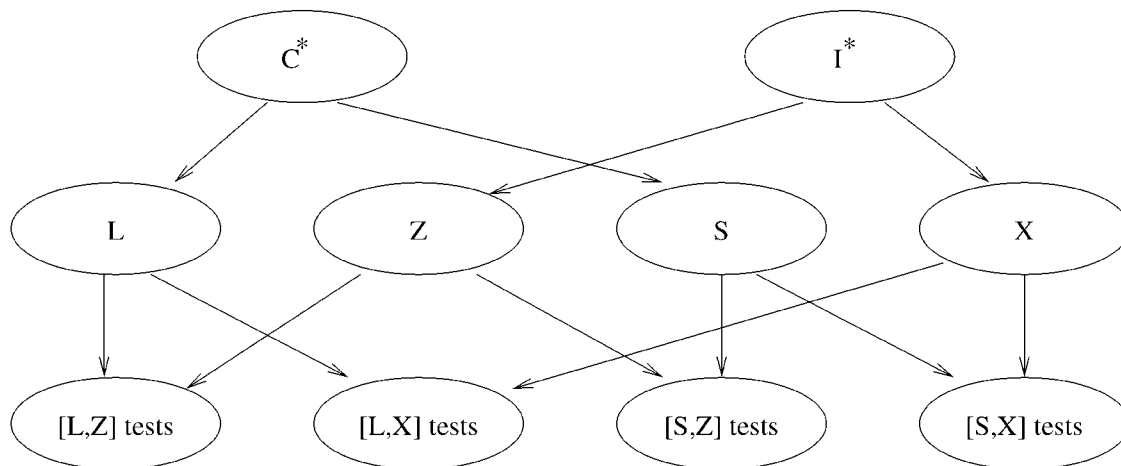 C*
I*
L
Z
S
X
[L,Z] tests
[L,X] tests
[S,Z] tests
[S,X] tests